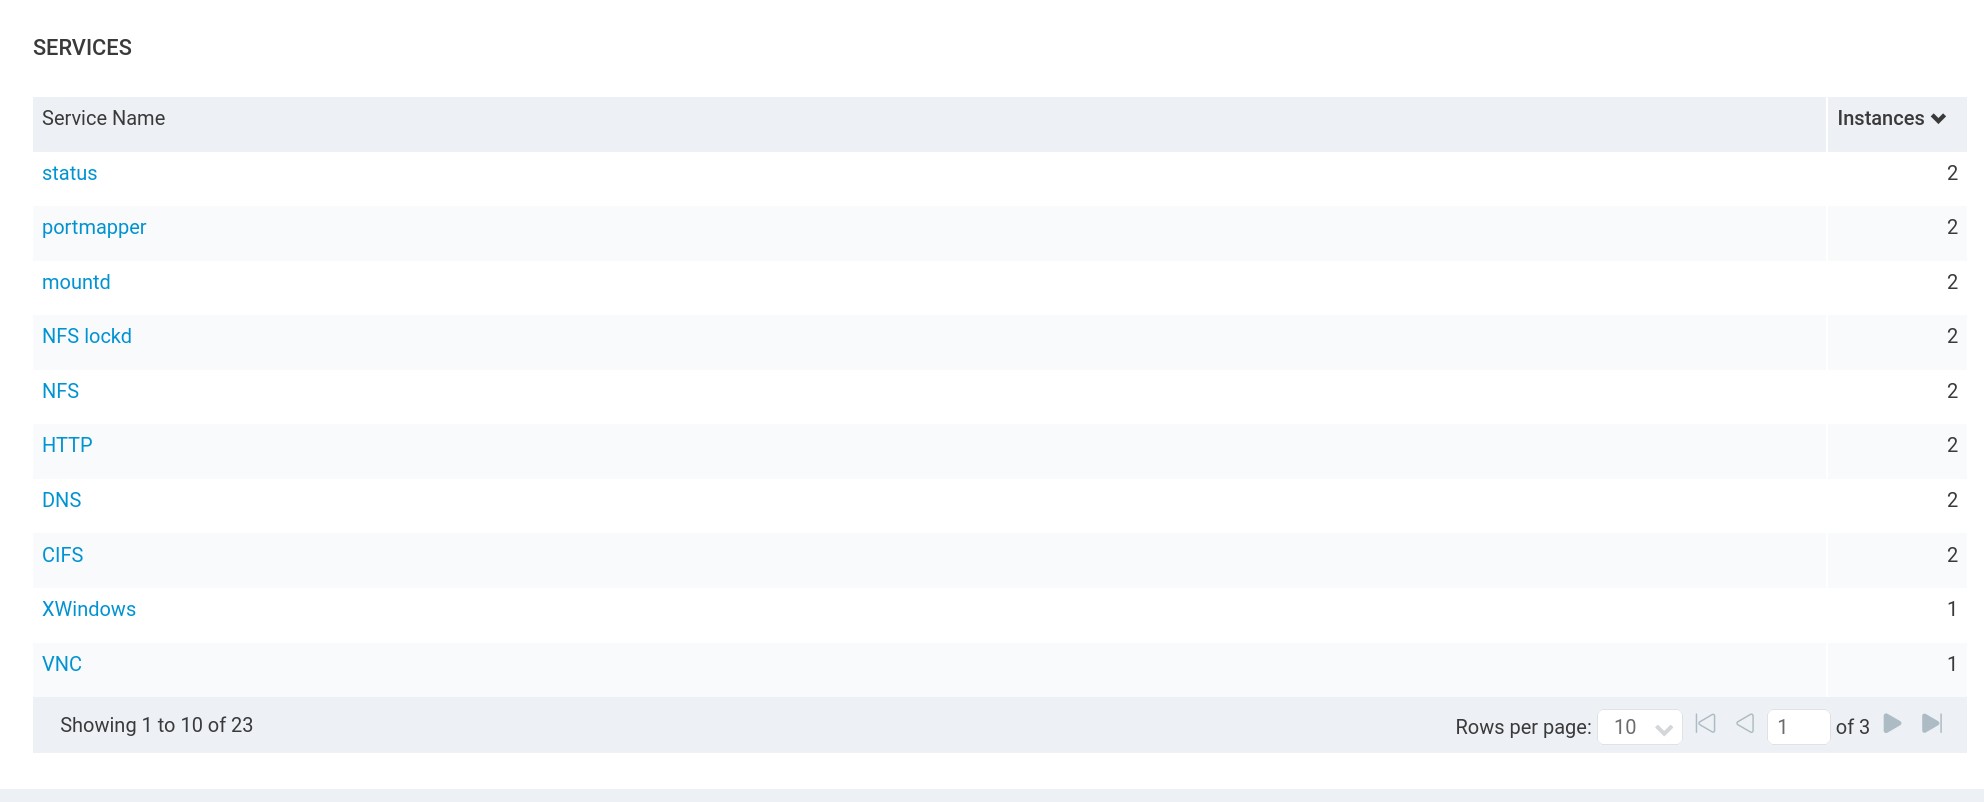 SERVICES
Service Name Instances
status 2
portmapper 2
mountd 2
NFS lockd 2
NFS 2
HTTP 2
DNS 2
CIFS 2
XWindows 1
VNC 1
Showing 1 to 10 of 23 Rows per page: 10 1 of 3